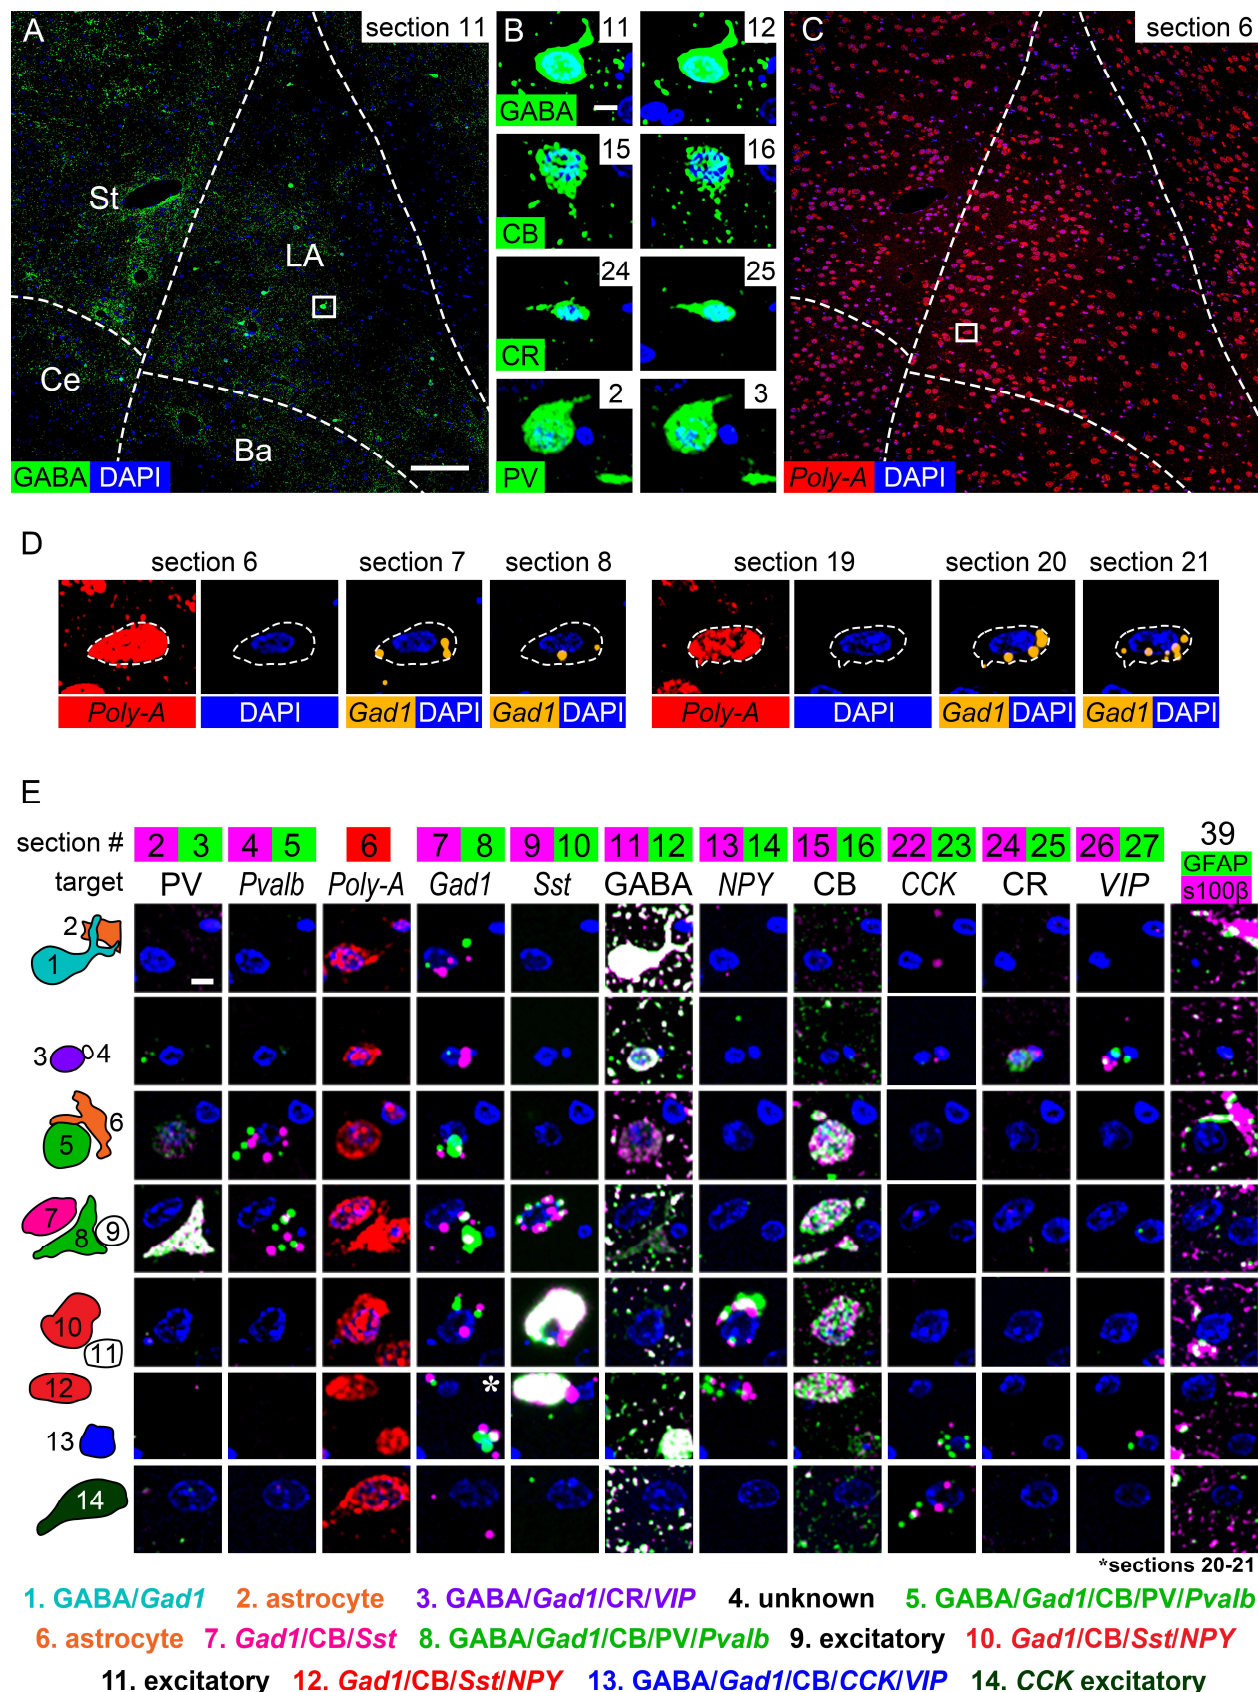 A
section 11
St
LA
Ce
Ba
GABA DAPI
B
11
12
GABA
15
16
CB
24
25
CR
2
3
PV
C
section 6
Poly-A DAPI
D
section 6
section 7
section 8
section 19
section 20
section 21
Poly-A
DAPI
Gad1 DAPI
Gad1 DAPI
Poly-A
DAPI
Gad1 DAPI
Gad1 DAPI
E
section # 2 3 4 5 6 7 8 9 10 11 12 13 14 15 16 22 23 24 25 26 27 39
target PV Pvalb Poly-A Gad1 Sst GABA NPY CB CCK CR VIP GFAP
s100β
2
1
3
4
6
5
7
8
9
10
11
12
*
13
14
*sections 20-21
1. GABA/Gad1 2. astrocyte 3. GABA/Gad1/CR/VIP 4. unknown 5. GABA/Gad1/CB/PV/Pvalb
6. astrocyte 7. Gad1/CB/Sst 8. GABA/Gad1/CB/PV/Pvalb 9. excitatory 10. Gad1/CB/Sst/NPY
11. excitatory 12. Gad1/CB/Sst/NPY 13. GABA/Gad1/CB/CCK/VIP 14. CCK excitatory